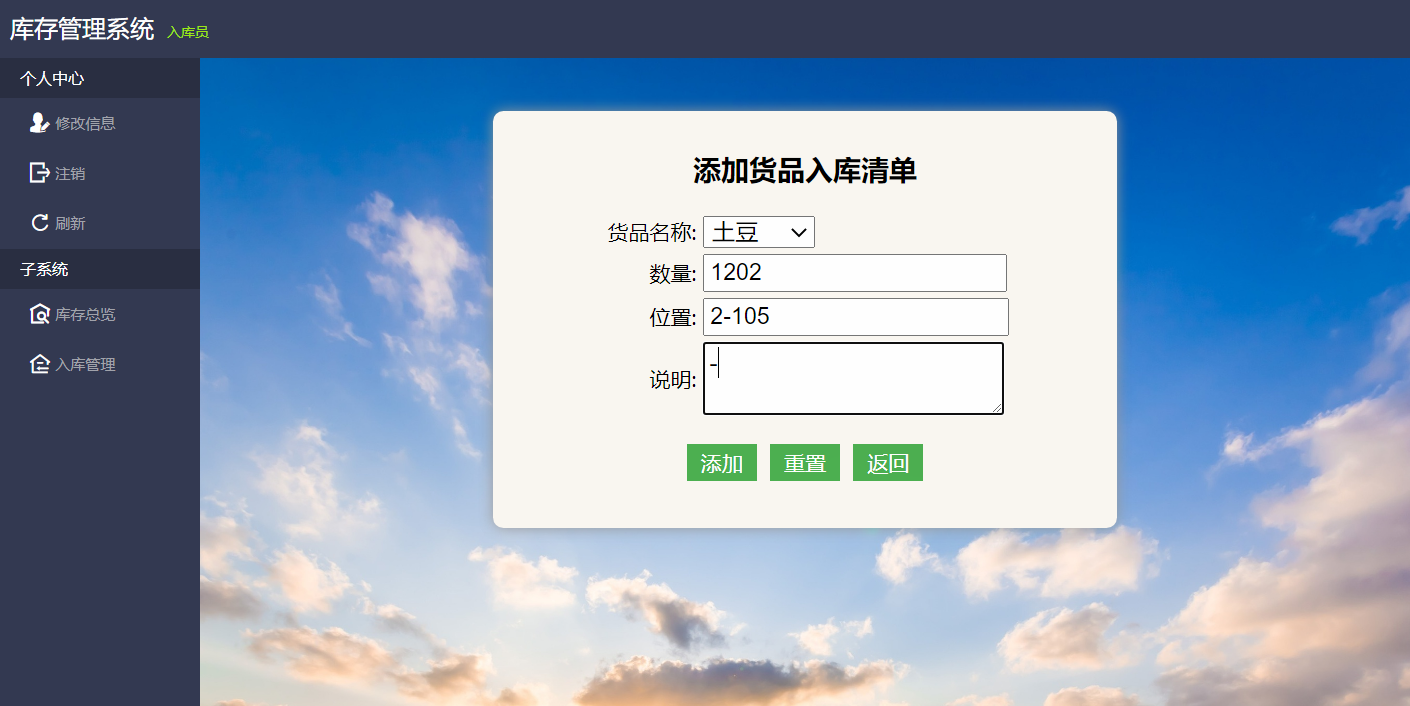 库存管理系统 入库员
个人中心
修改信息
注销
刷新
子系统
库存总览
入库管理
添加货品入库清单
货品名称: 土豆
数量: 1202
位置: 2-105
说明: -
添加 重置 返回